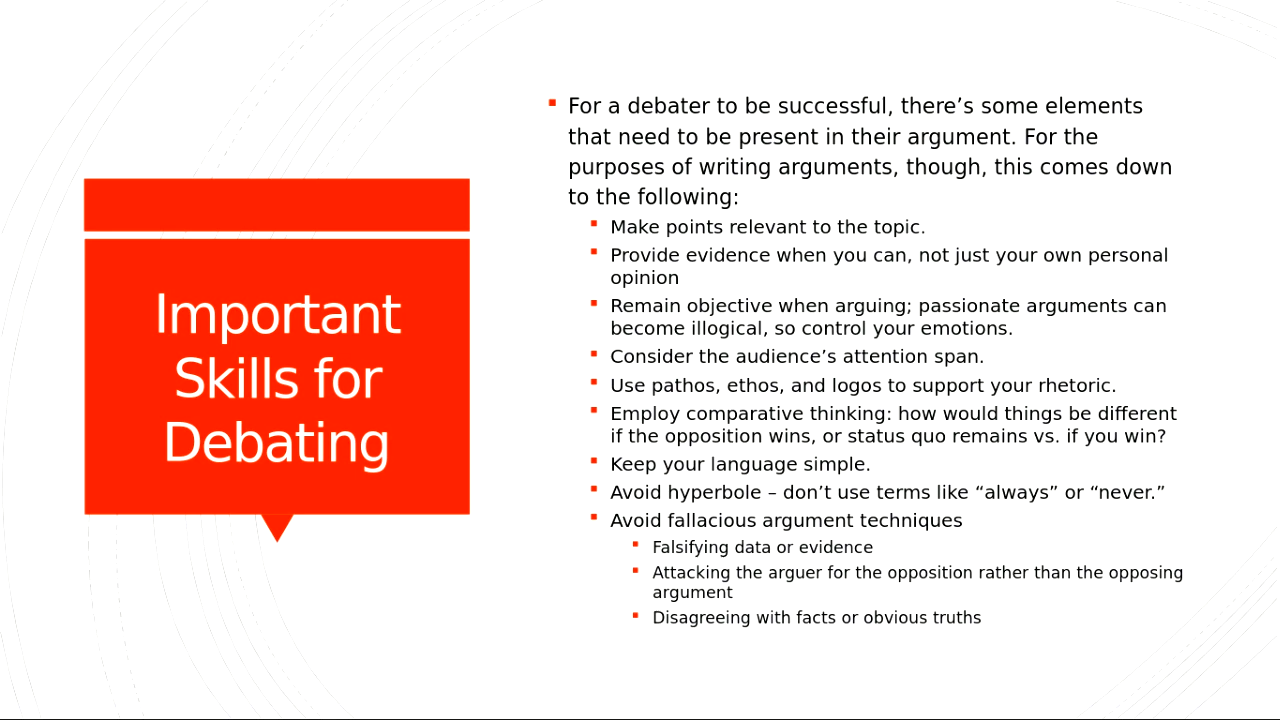 Important
Skills for
Debating
For a debater to be successful, there’s some elements
that need to be present in their argument. For the
purposes of writing arguments, though, this comes down
to the following:
Make points relevant to the topic.
Provide evidence when you can, not just your own personal
opinion
Remain objective when arguing; passionate arguments can
become illogical, so control your emotions.
Consider the audience’s attention span.
Use pathos, ethos, and logos to support your rhetoric.
Employ comparative thinking: how would things be different
if the opposition wins, or status quo remains vs. if you win?
Keep your language simple.
Avoid hyperbole – don’t use terms like “always” or “never.”
Avoid fallacious argument techniques
Falsifying data or evidence
Attacking the arguer for the opposition rather than the opposing
argument
Disagreeing with facts or obvious truths